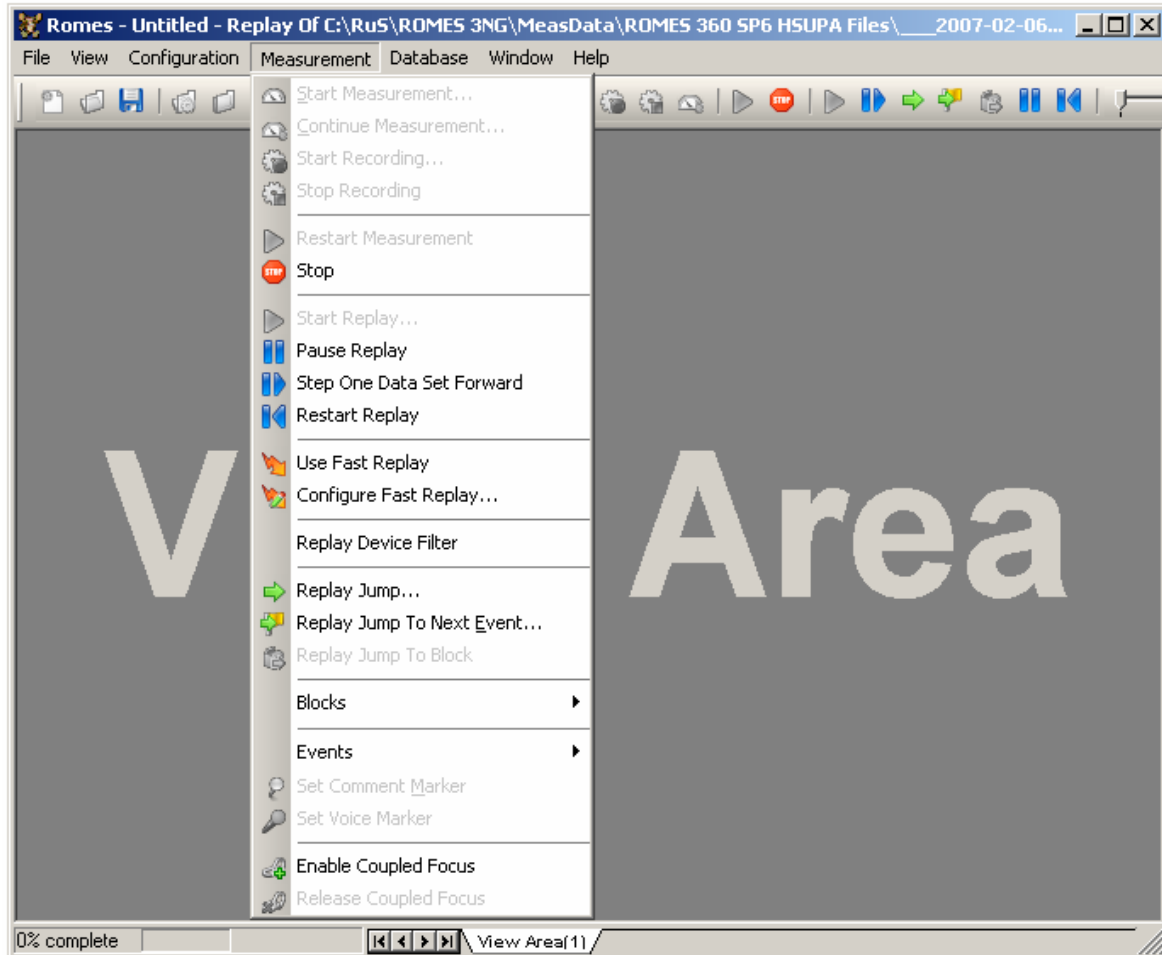 Romes - Untitled - Replay Of C:\RuS\ROMES 3NG\MeasData\ROMES 360 SP6 HSUPA Files\___2007-02-06...
File View Configuration Measurement Database Window Help
Start Measurement...
Continue Measurement...
Start Recording...
Stop Recording
Restart Measurement
STOP
Stop
STOP
Start Replay...
Pause Replay
Step One Data Set Forward
Restart Replay
Use Fast Replay
Configure Fast Replay...
Replay Device Filter
Replay Jump...
Replay Jump To Next Event...
Replay Jump To Block
Blocks
Events
Set Comment Marker
Set Voice Marker
Enable Coupled Focus
Release Coupled Focus
V Area
0% complete
View Area(1)